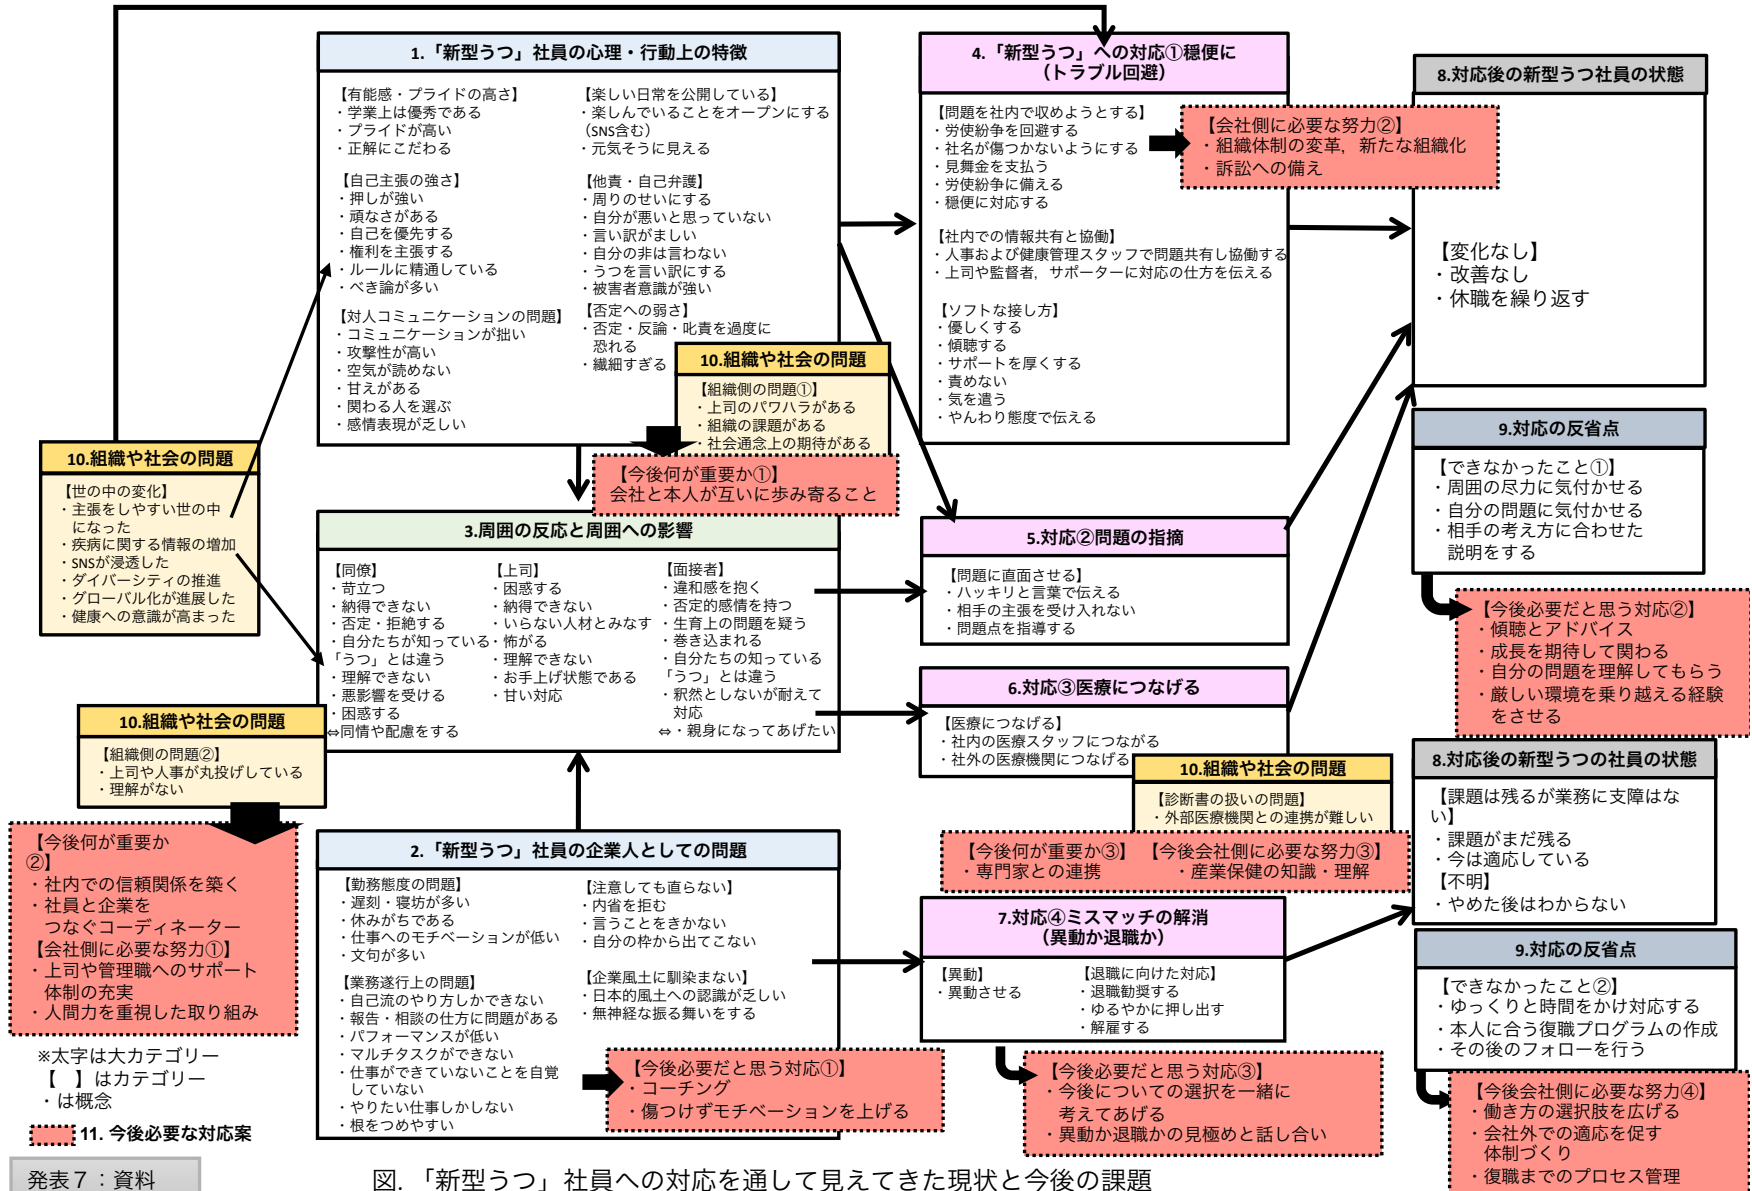 1.「新型うつ」社員の心理・行動上の特徴
【有能感・プライドの高さ】
・学業上は優秀である
・プライドが高い
・正解にこだわる
【自己主張の強さ】
・押しが強い
・頑なさがある
・自己を優先する
・権利を主張する
・ルールに精通している
・べき論が多い
【対人コミュニケーションの問題】
・コミュニケーションが拙い
・攻撃性が高い
・空気が読めない
・甘えがある
・関わる人を選ぶ
・感情表現が乏しい
【楽しい日常を公開している】
・楽しんでいることをオープンにする
（SNS含む）
・元気そうに見える
【他責・自己弁護】
・周りのせいにする
・自分が悪いと思っていない
・言い訳がましい
・自分の非は言わない
・うつを言い訳にする
・被害者意識が強い
【否定への弱さ】
・否定・反論・叱責を過度に
恐れる
・繊細すぎる
10.組織や社会の問題
【組織側の問題①】
・上司のパワハラがある
・組織の課題がある
・社会通念上の期待がある
【今後何が重要か①】
会社と本人が互いに歩み寄ること
10.組織や社会の問題
【世の中の変化】
・主張をしやすい世の中
になった
・疾病に関する情報の増加
・SNSが浸透した
・ダイバーシティの推進
・グローバル化が進展した
・健康への意識が高まった
3.周囲の反応と周囲への影響
【同僚】
・苛立つ
・納得できない
・否定・拒絶する
・自分たちが知っている
「うつ」とは違う
・理解できない
・悪影響を受ける
・困惑する
⇔同情や配慮をする
【上司】
・困惑する
・納得できない
・いらない人材とみなす
・怖がる
・理解できない
・お手上げ状態である
・甘い対応
【面接者】
・違和感を抱く
・否定的感情を持つ
・生育上の問題を疑う
・巻き込まれる
・自分たちの知っている
「うつ」とは違う
・釈然としないが耐えて
対応
⇔・親身になってあげたい
10.組織や社会の問題
【組織側の問題②】
・上司や人事が丸投げしている
・理解がない
【今後何が重要か
②】
・社内での信頼関係を築く
・社員と企業を
つなぐコーディネーター
【会社側に必要な努力①】
・上司や管理職へのサポート
体制の充実
・人間力を重視した取り組み
2.「新型うつ」社員の企業人としての問題
【勤務態度の問題】
・遅刻・寝坊が多い
・休みがちである
・仕事へのモチベーションが低い
・文句が多い
【業務遂行上の問題】
・自己流のやり方しかできない
・報告・相談の仕方に問題がある
・パフォーマンスが低い
・マルチタスクができない
・仕事ができていないことを自覚
していない
・やりたい仕事しかしない
・根をつめやすい
【注意しても直らない】
・内省を拒む
・言うことをきかない
・自分の枠から出てこない
【企業風土に馴染まない】
・日本的風土への認識が乏しい
・無神経な振る舞いをする
【今後必要だと思う対応①】
・コーチング
・傷つけずモチベーションを上げる
4.「新型うつ」への対応①穏便に
（トラブル回避）
【問題を社内で収めようとする】
・労使紛争を回避する
・社名が傷つかないようにする
・見舞金を支払う
・労使紛争に備える
・穏便に対応する
【社内での情報共有と協働】
・人事および健康管理スタッフで問題共有し協働する
・上司や監督者，サポーターに対応の仕方を伝える
【ソフトな接し方】
・優しくする
・傾聴する
・サポートを厚くする
・責めない
・気を遣う
・やんわり態度で伝える
【会社側に必要な努力②】
・組織体制の変革，新たな組織化
・訴訟への備え
5.対応②問題の指摘
【問題に直面させる】
・ハッキリと言葉で伝える
・相手の主張を受け入れない
・問題点を指導する
6.対応③医療につなげる
【医療につなげる】
・社内の医療スタッフにつながる
・社外の医療機関につなげる
10.組織や社会の問題
【診断書の扱いの問題】
・外部医療機関との連携が難しい
【今後何が重要か③】
・専門家との連携
【今後会社側に必要な努力③】
・産業保健の知識・理解
7.対応④ミスマッチの解消
（異動か退職か）
【異動】
・異動させる
【退職に向けた対応】
・退職勧奨する
・ゆるやかに押し出す
・解雇する
【今後必要だと思う対応③】
・今後についての選択を一緒に
考えてあげる
・異動か退職かの見極めと話し合い
8.対応後の新型うつ社員の状態
【変化なし】
・改善なし
・休職を繰り返す
9.対応の反省点
【できなかったこと①】
・周囲の尽力に気付かせる
・自分の問題に気付かせる
・相手の考え方に合わせた
説明をする
【今後必要だと思う対応②】
・傾聴とアドバイス
・成長を期待して関わる
・自分の問題を理解してもらう
・厳しい環境を乗り越える経験
をさせる
8.対応後の新型うつの社員の状態
【課題は残るが業務に支障はな
い】
・課題がまだ残る
・今は適応している
【不明】
・やめた後はわからない
9.対応の反省点
【できなかったこと②】
・ゆっくりと時間をかけ対応する
・本人に合う復職プログラムの作成
・その後のフォローを行う
【今後会社側に必要な努力④】
・働き方の選択肢を広げる
・会社外での適応を促す
体制づくり
・復職までのプロセス管理
※太字は大カテゴリー
【　】はカテゴリー
・は概念
11. 今後必要な対応案
発表７：資料
図. 「新型うつ」社員への対応を通して見えてきた現状と今後の課題